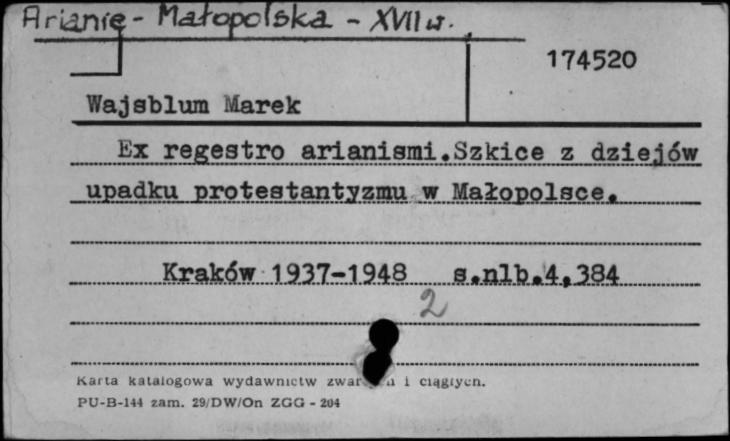 Arianie - Małopolska - XVII w.
174520
Wajsblum Marek
Ex regestro arianismi.Szkice z dziejów
upadku protestantyzmu w Małopolsce.
Kraków 1937-1948 s.nlb.4,384
2
Karta katalogowa wydawnictw i ciągłych.
PU-B-144 zam. 29/DW/On ZGG - 204